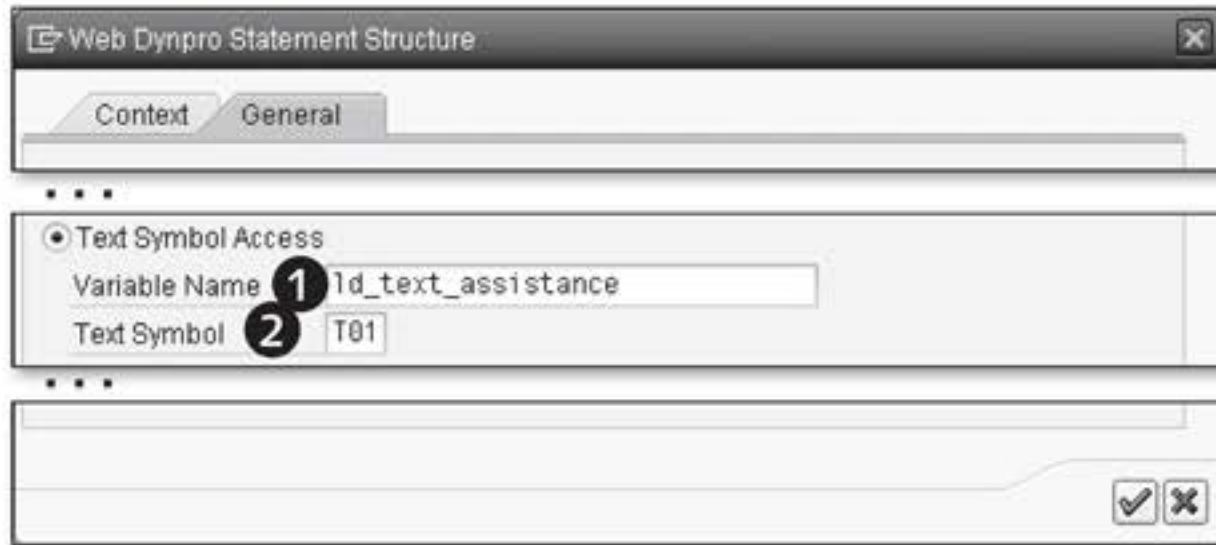 Web Dynpro Statement Structure
Context General
...
Text Symbol Access
Variable Name 1 ld_text_assistance
Text Symbol 2 T01
...